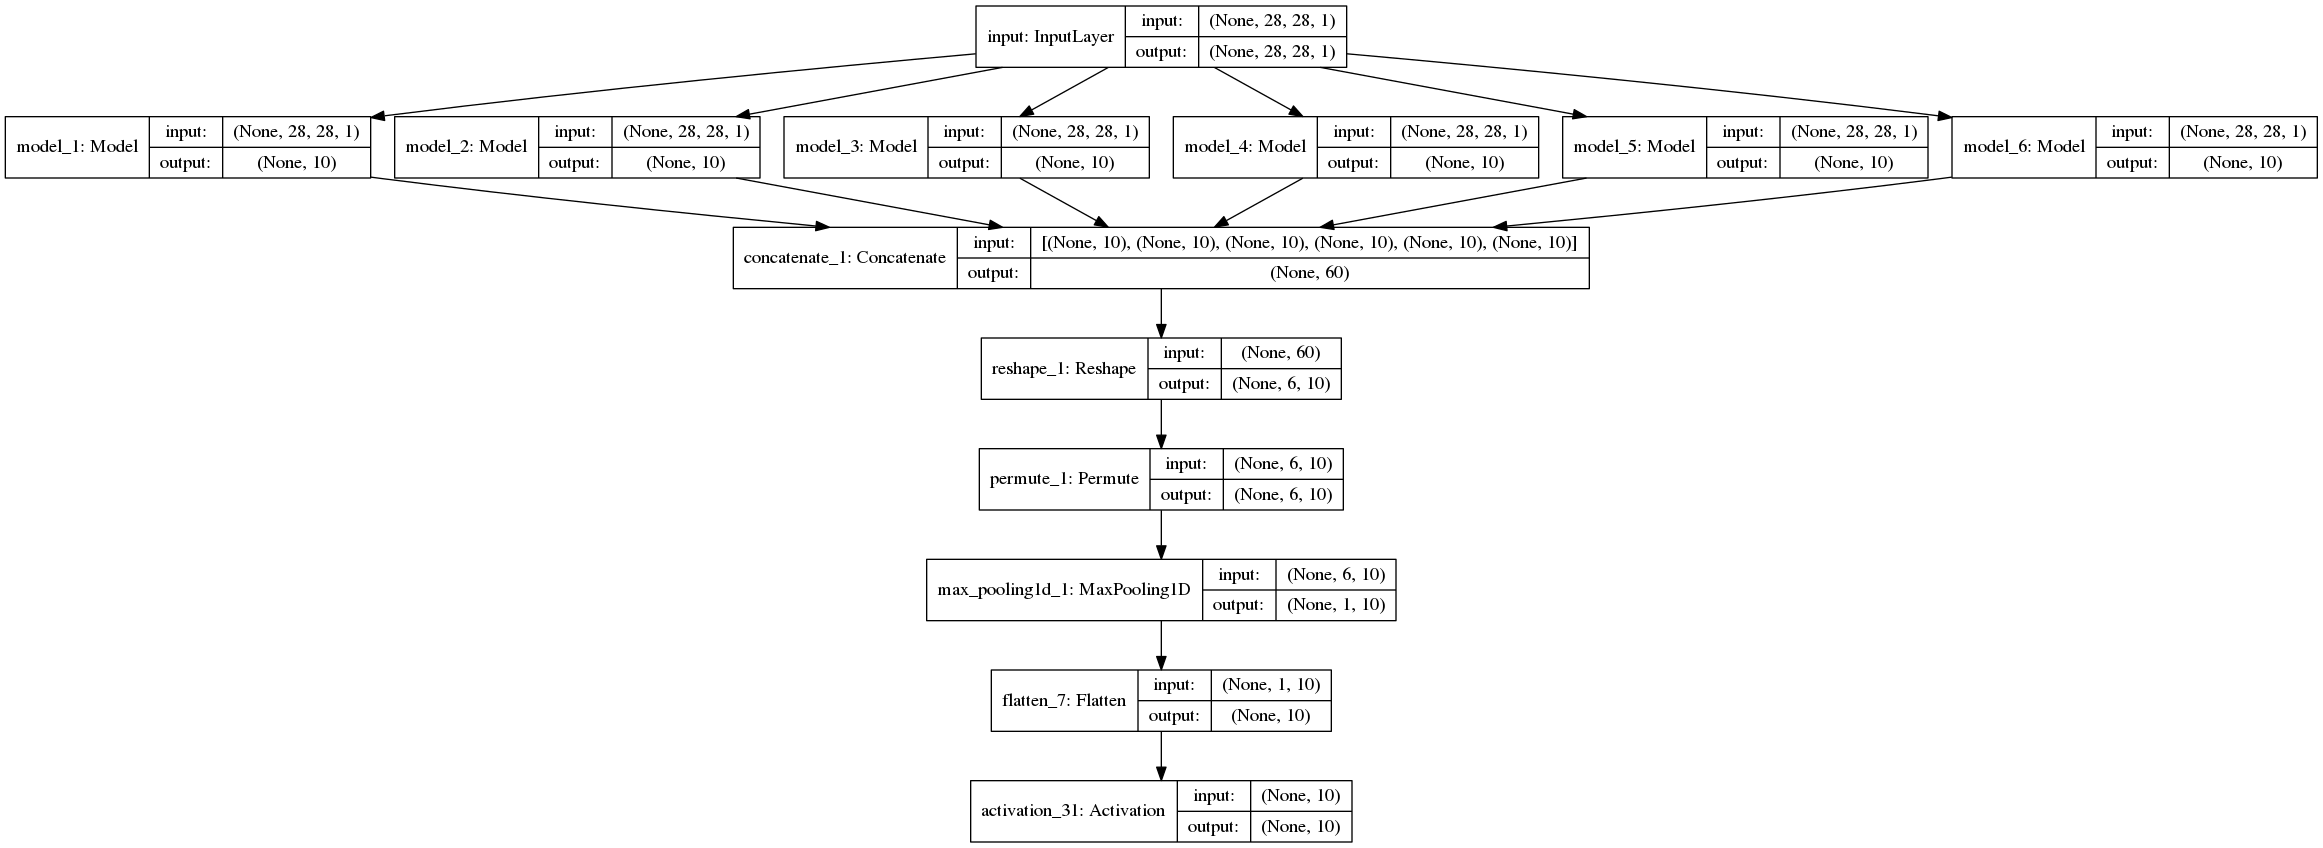 input: InputLayer input: (None, 28, 28, 1)
output: (None, 28, 28, 1)
model_1: Model input: (None, 28, 28, 1)
output: (None, 10)
model_2: Model input: (None, 28, 28, 1)
output: (None, 10)
model_3: Model input: (None, 28, 28, 1)
output: (None, 10)
model_4: Model input: (None, 28, 28, 1)
output: (None, 10)
model_5: Model input: (None, 28, 28, 1)
output: (None, 10)
model_6: Model input: (None, 28, 28, 1)
output: (None, 10)
concatenate_1: Concatenate input: [(None, 10), (None, 10), (None, 10), (None, 10), (None, 10), (None, 10)]
output: (None, 60)
reshape_1: Reshape input: (None, 60)
output: (None, 6, 10)
permute_1: Permute input: (None, 6, 10)
output: (None, 6, 10)
max_pooling1d_1: MaxPooling1D input: (None, 6, 10)
output: (None, 1, 10)
flatten_7: Flatten input: (None, 1, 10)
output: (None, 10)
activation_31: Activation input: (None, 10)
output: (None, 10)